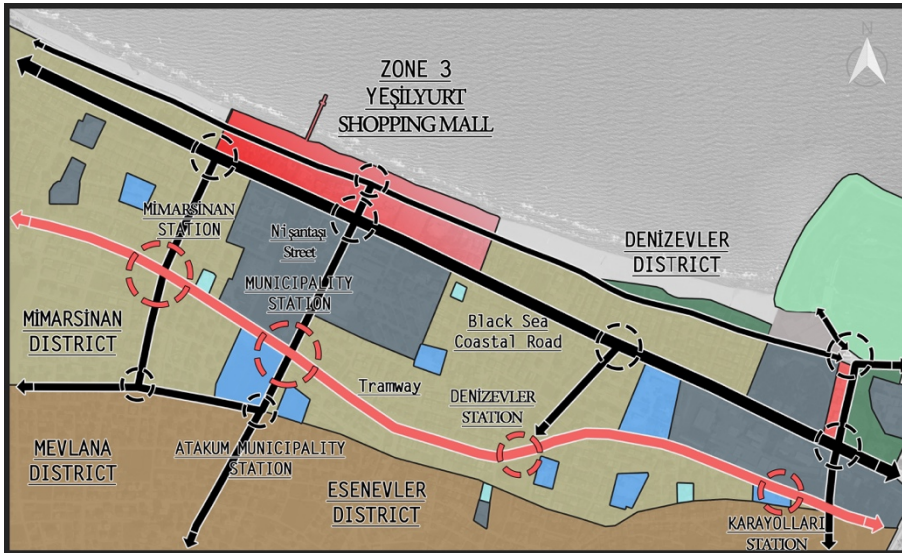 N
ZONE 3
YEŞİLYURT
SHOPPING MALL
MİMARSİNAN
STATION
Nişantaşı
Street
DENİZEVLER
DISTRICT
MUNICIPALITY
STATION
MİMARSİNAN
DISTRICT
Black Sea
Coastal Road
Tramway
DENİZEVLER
STATION
MEVLANA
DISTRICT
ATAKUM MUNICIPALITY
STATION
ESENEVLER
DISTRICT
KARAYOLLARI
STATION